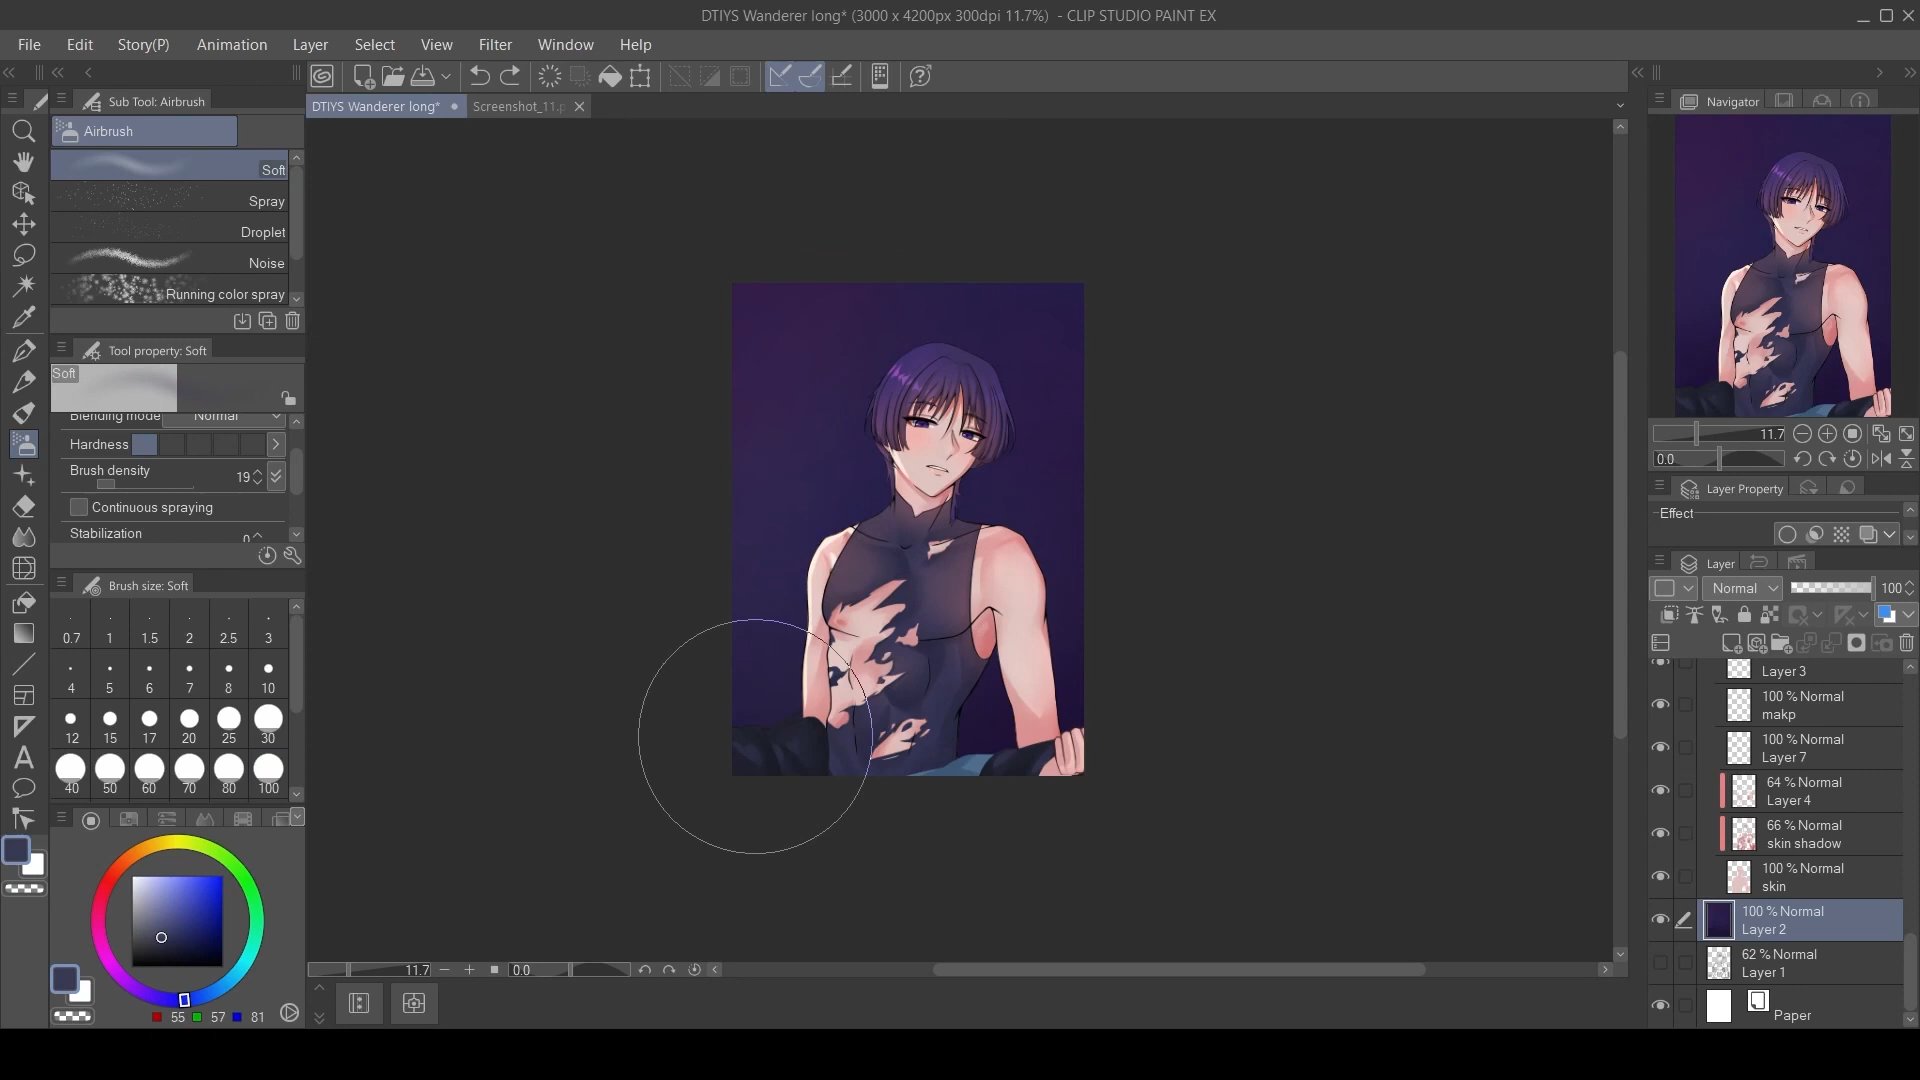 DTIYS Wanderer long* (3000 x 4200px 300dpi 11.7%) - CLIP STUDIO PAINT EX
File Edit Story(P) Animation Layer Select View Filter Window Help
Sub Tool: Airbrush
Airbrush
Soft
Spray
Droplet
Noise
Running color spray
Tool property: Soft
Soft
Blending mode Normal
Hardness
Brush density 19
Continuous spraying
Stabilization 0
Brush size: Soft
0.7 1 1.5 2 2.5 3
4 5 6 7 8 10
12 15 17 20 25 30
40 50 60 70 80 100
55 57 81
DTIYS Wanderer long* Screenshot_11.p
11.7 0.0
Navigator
11.7
0.0
Layer Property
Effect
Layer
Normal 100
Layer 3
100 % Normal
makp
100 % Normal
Layer 7
64 % Normal
Layer 4
66 % Normal
skin shadow
100 % Normal
skin
100 % Normal
Layer 2
62 % Normal
Layer 1
Paper